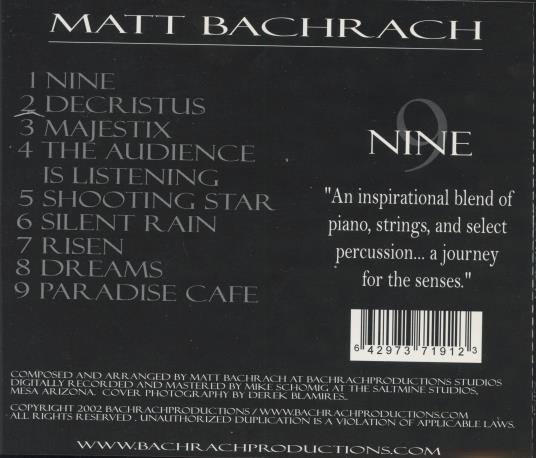 MATT BACHRACH
1 NINE
2 DECRISTUS
3 MAJESTIX
4 THE AUDIENCE
IS LISTENING
5 SHOOTING STAR
6 SILENT RAIN
7 RISEN
8 DREAMS
9 PARADISE CAFE
9
NINE
"An inspirational blend of
piano, strings, and select
percussion... a journey
for the senses."
6 42973 71912 3
COMPOSED AND ARRANGED BY MATT BACHRACH AT BACHRACHPRODUCTIONS STUDIOS
DIGITALLY RECORDED AND MASTERED BY MIKE SCHOMIG AT THE SALTMINE STUDIOS,
MESA ARIZONA. COVER PHOTOGRAPHY BY DEREK BLAMIRES..
COPYRIGHT 2002 BACHRACHPRODUCTIONS / WWW.BACHRACHPRODUCTIONS.COM
ALL RIGHTS RESERVED . UNAUTHORIZED DUPLICATION IS A VIOLATION OF APPLICABLE LAWS.
WWW.BACHRACHPRODUCTIONS.COM